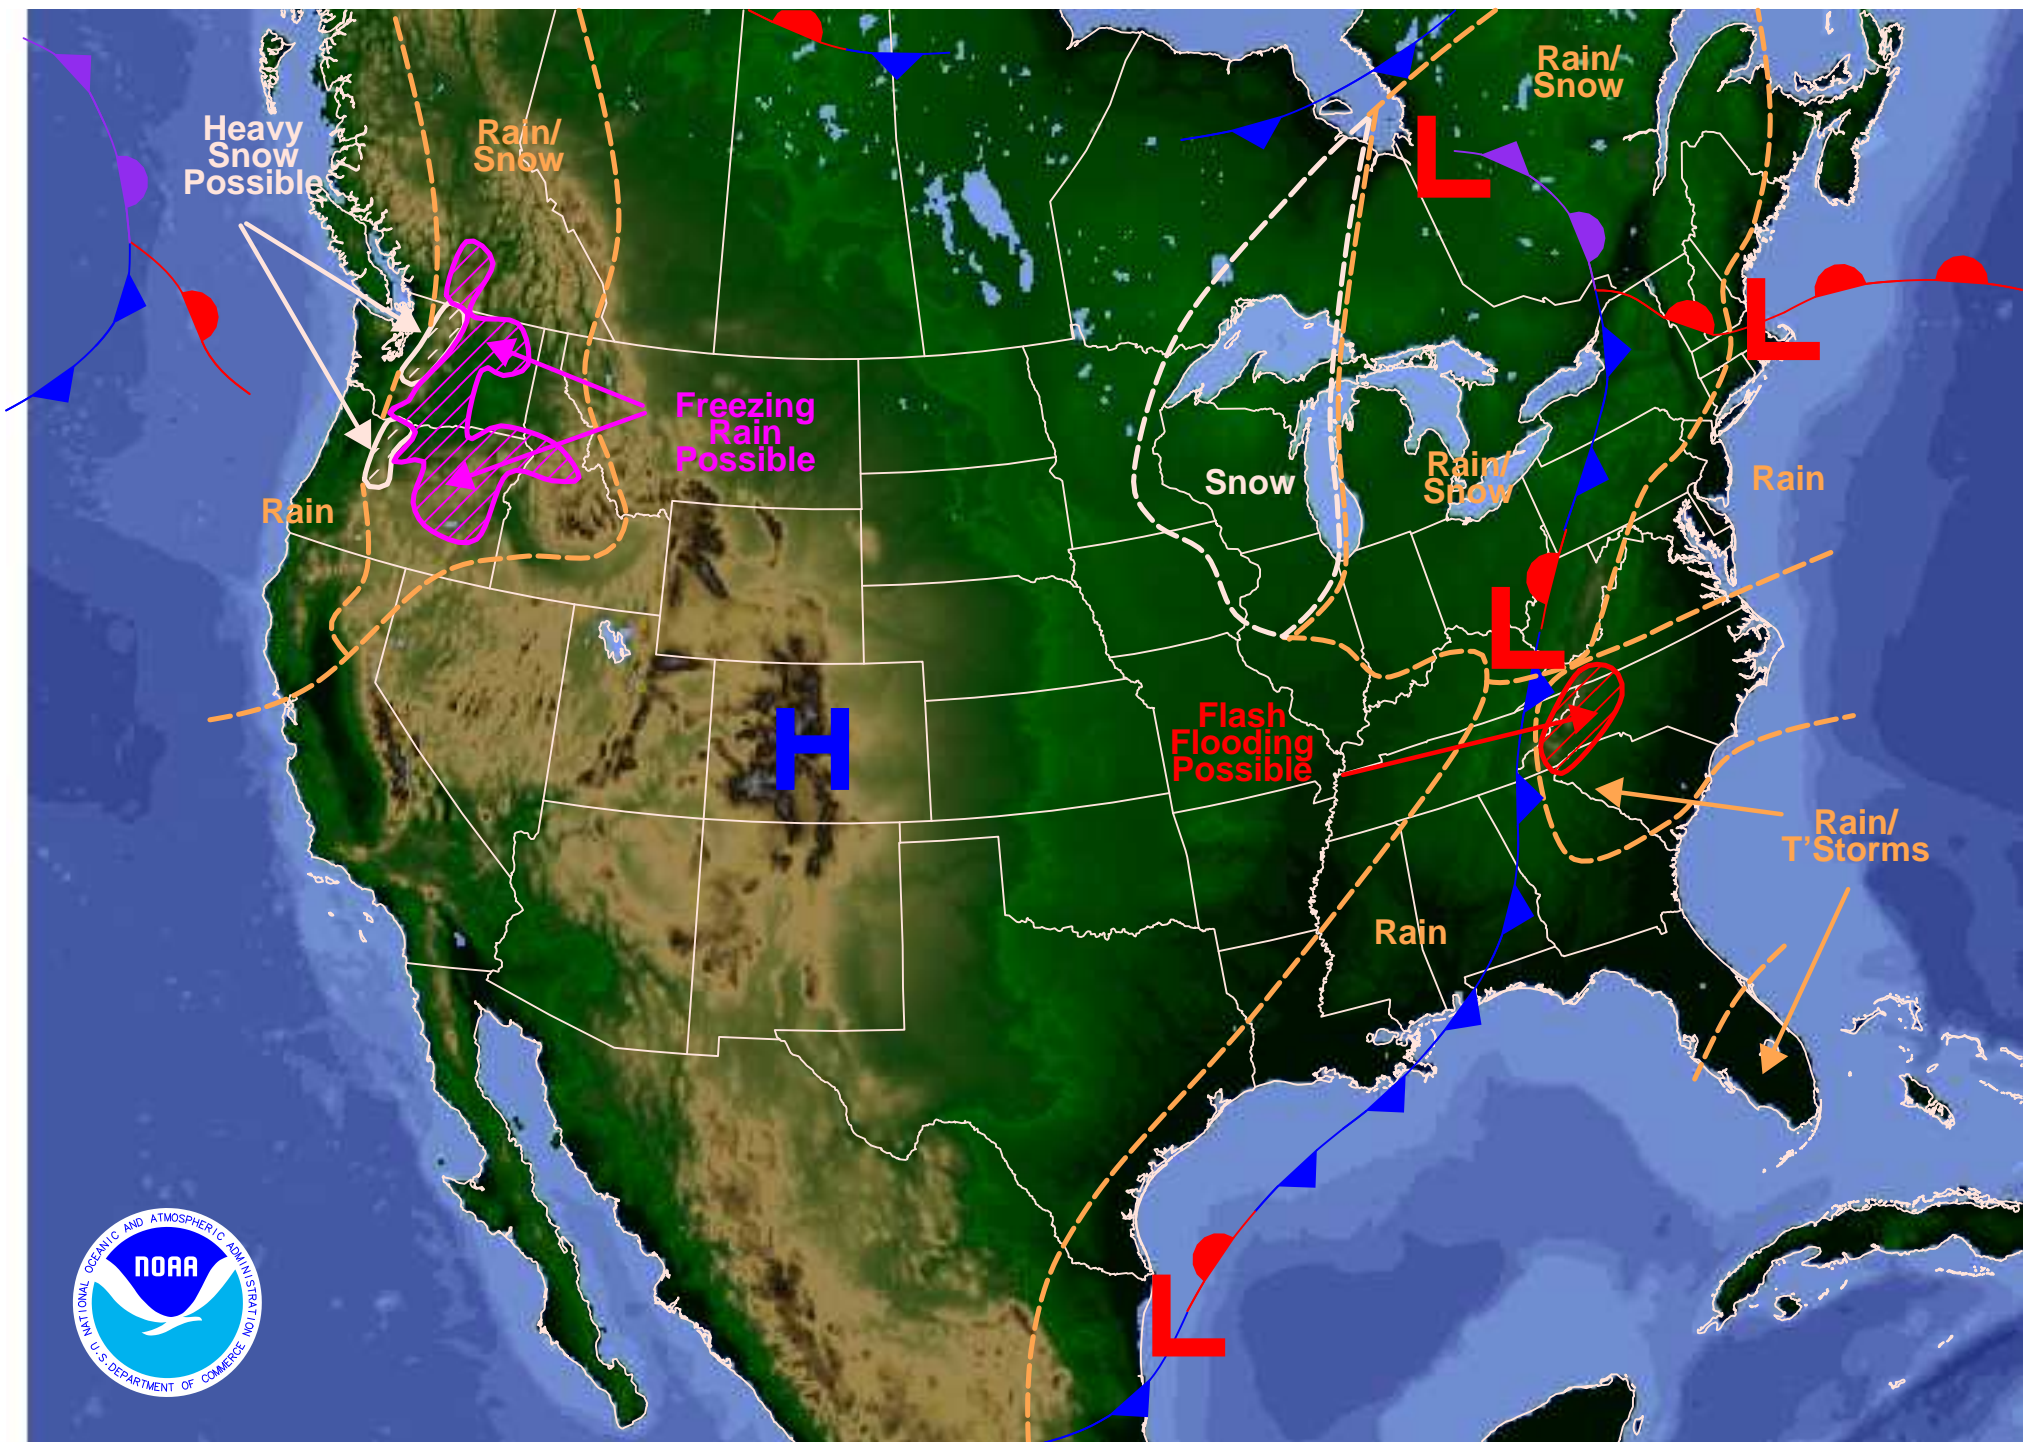 Rain/
Snow
Heavy
Snow
Possible
Rain/
Snow
L
L
Freezing
Rain
Possible
Snow
Rain/
Snow
Rain
Rain
L
Flash
Flooding
Possible
H
Rain/
T'Storms
Rain
L
NATIONAL OCEANIC AND ATMOSPHERIC ADMINISTRATION
NOAA
U.S. DEPARTMENT OF COMMERCE